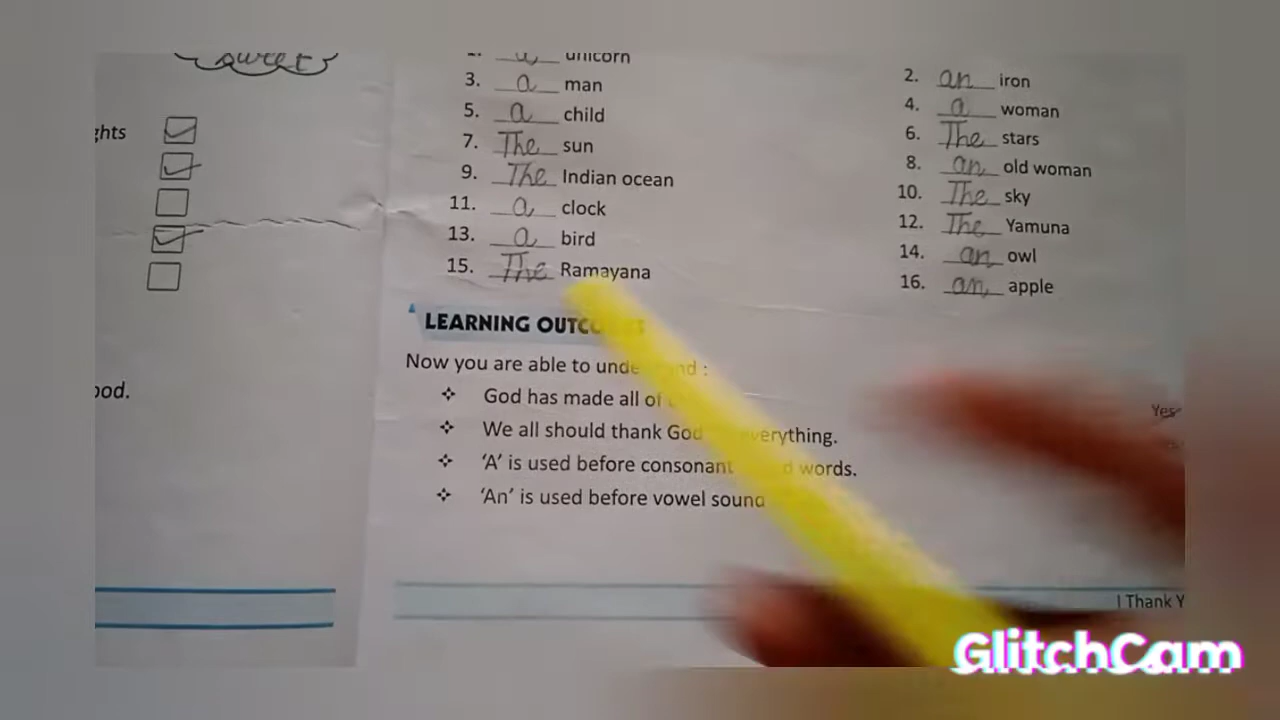 sweet
1. a unicorn
2. an iron
3. a man
4. a woman
5. a child
6. The stars
7. The sun
8. an old woman
9. The Indian ocean
10. The sky
11. a clock
12. The Yamuna
13. a bird
14. an owl
15. The Ramayana
16. an apple
ghts
ood.
LEARNING
Now you are able to
God has made all of
We all should thank God everything.
‘A’ is used before consonant words.
‘An’ is used before vowel sound
Yes
I Thank Y
GlitchCam